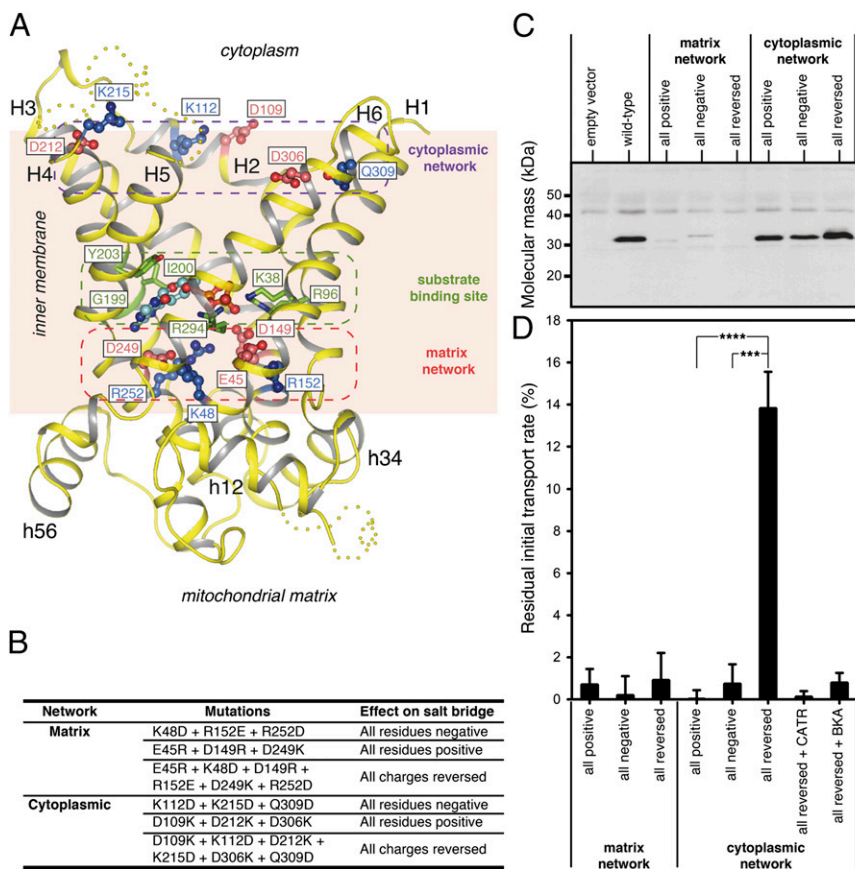 A
cytoplasm
K215
K112
D109
H3
H6
H1
D212
H4
H5
H2
D306
Q309
cytoplasmic
network
inner membrane
Y203
I200
K38
G199
R96
substrate
binding site
R294
D149
D249
matrix
network
R252
E45
R152
K48
h34
h12
h56
mitochondrial matrix
B
Network Mutations Effect on salt bridge
Matrix K48D + R152E + R252D All residues negative
E45R + D149R + D249K All residues positive
E45R + K48D + D149R +
R152E + D249K + R252D All charges reversed
Cytoplasmic K112D + K215D + Q309D All residues negative
D109K + D212K + D306K All residues positive
D109K + K112D + D212K +
K215D + D306K + Q309D All charges reversed
C
matrix
network
cytoplasmic
network
empty vector
wild-type
all positive
all negative
all reversed
all positive
all negative
all reversed
Molecular mass (kDa)
50
40
30
20
D
Residual initial transport rate (%)
18
16
14
12
10
8
6
4
2
0
****
***
all positive
all negative
all reversed
all positive
all negative
all reversed
all reversed + CATR
all reversed + BKA
matrix
network
cytoplasmic
network